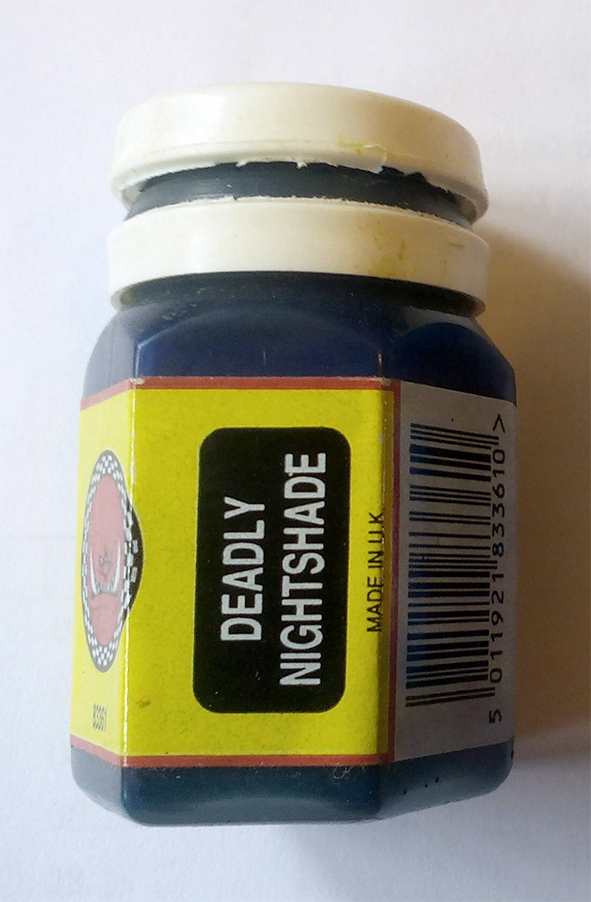 DEADLY
NIGHTSHADE
MADE IN U.K
5 011921 833610 >